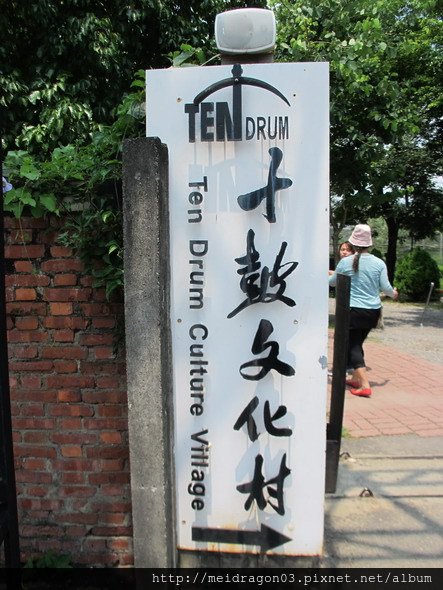 TEN DRUM
十鼓文化村
Ten Drum Culture Village
http://meidragon03.pixnet.net/album